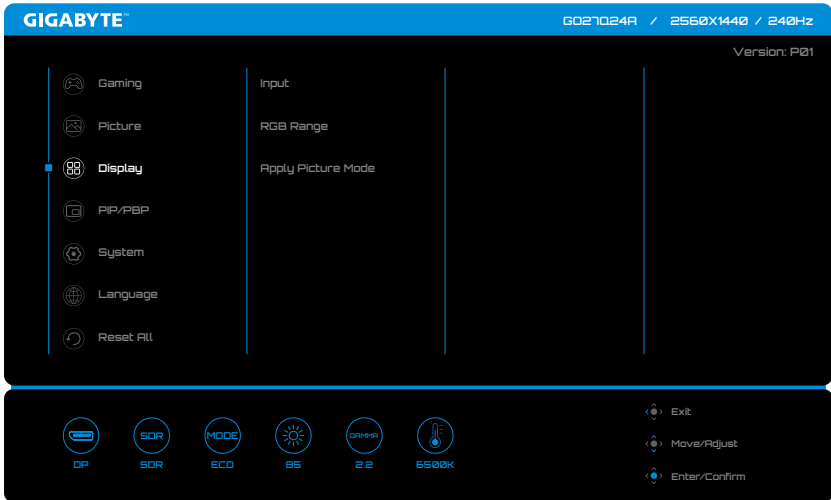 GIGABYTE™
GO27Q24A / 2560X1440 / 240Hz
Version: P01
Gaming
Input
Picture
RGB Range
Display
Apply Picture Mode
PIP/PBP
System
Language
Reset All
Exit
SDR
MODE
GAMMA
Move/Adjust
DP
SDR
ECO
85
2.2
6500K
Enter/Confirm